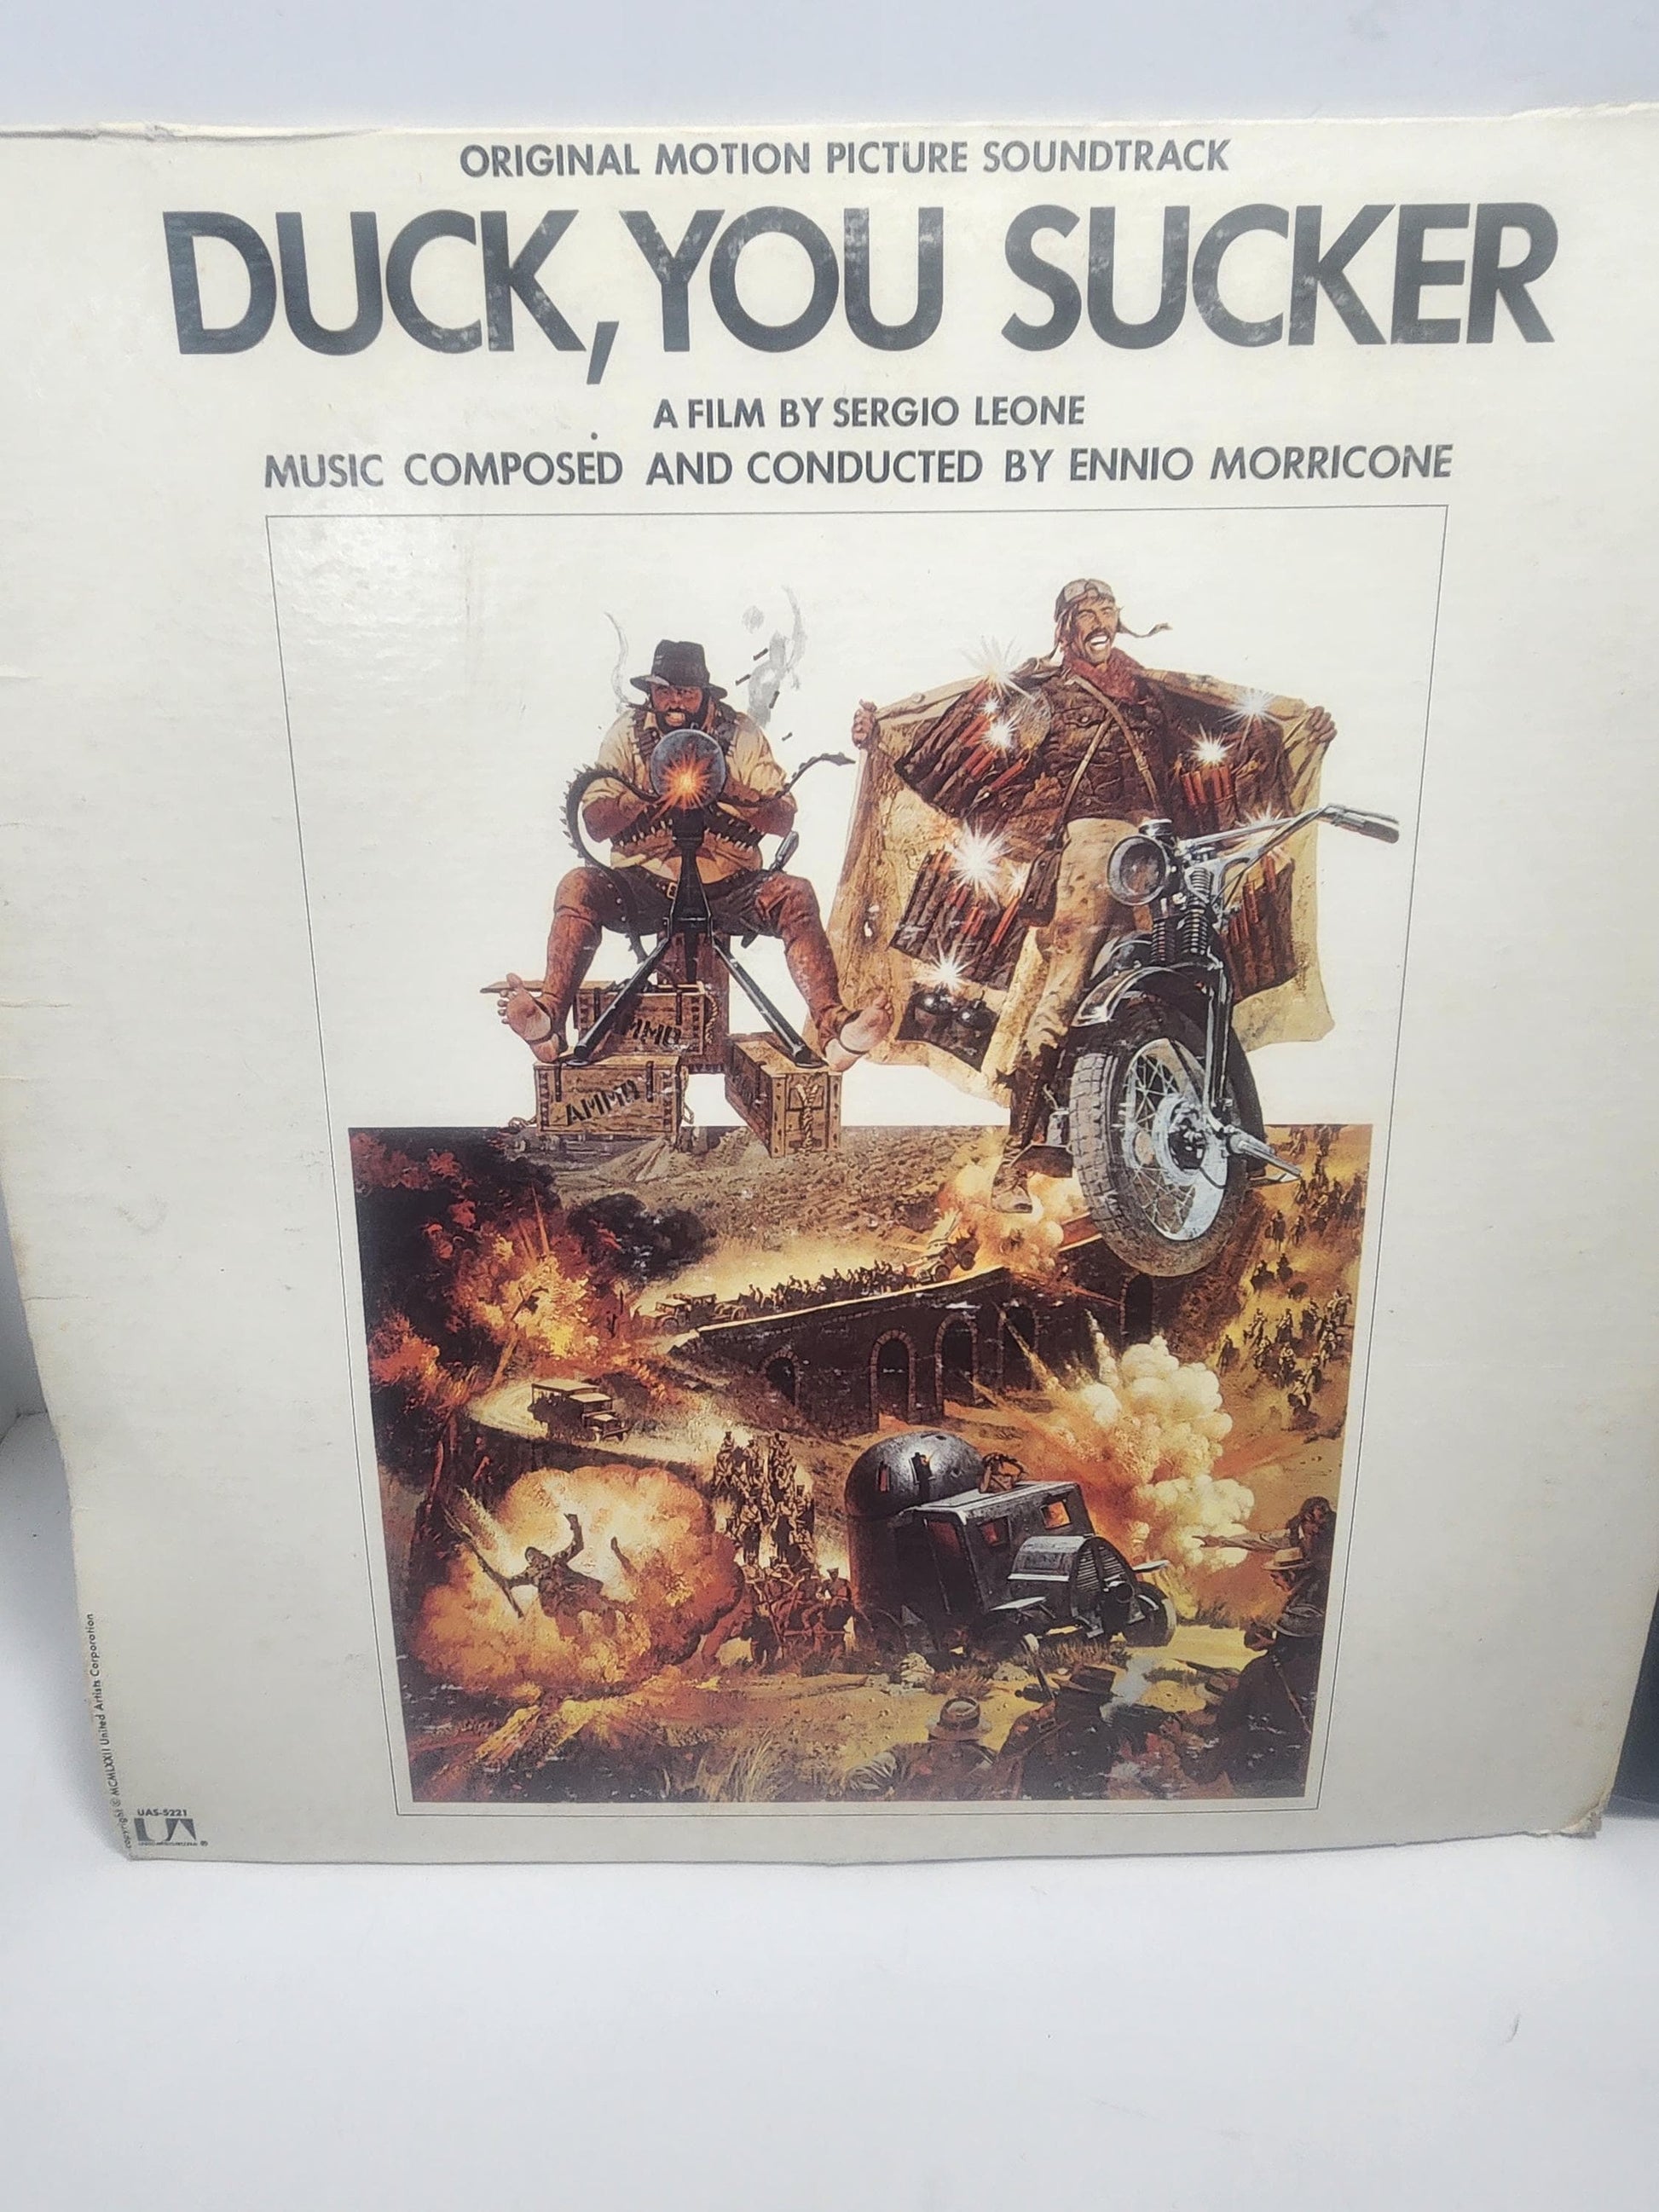 ORIGINAL MOTION PICTURE SOUNDTRACK
DUCK, YOU SUCKER
A FILM BY SERGIO LEONE
MUSIC COMPOSED AND CONDUCTED BY ENNIO MORRICONE
AMMO
AMMO
copyright © MCMLXXII United Artists Corporation
UAS-5221
UA
®